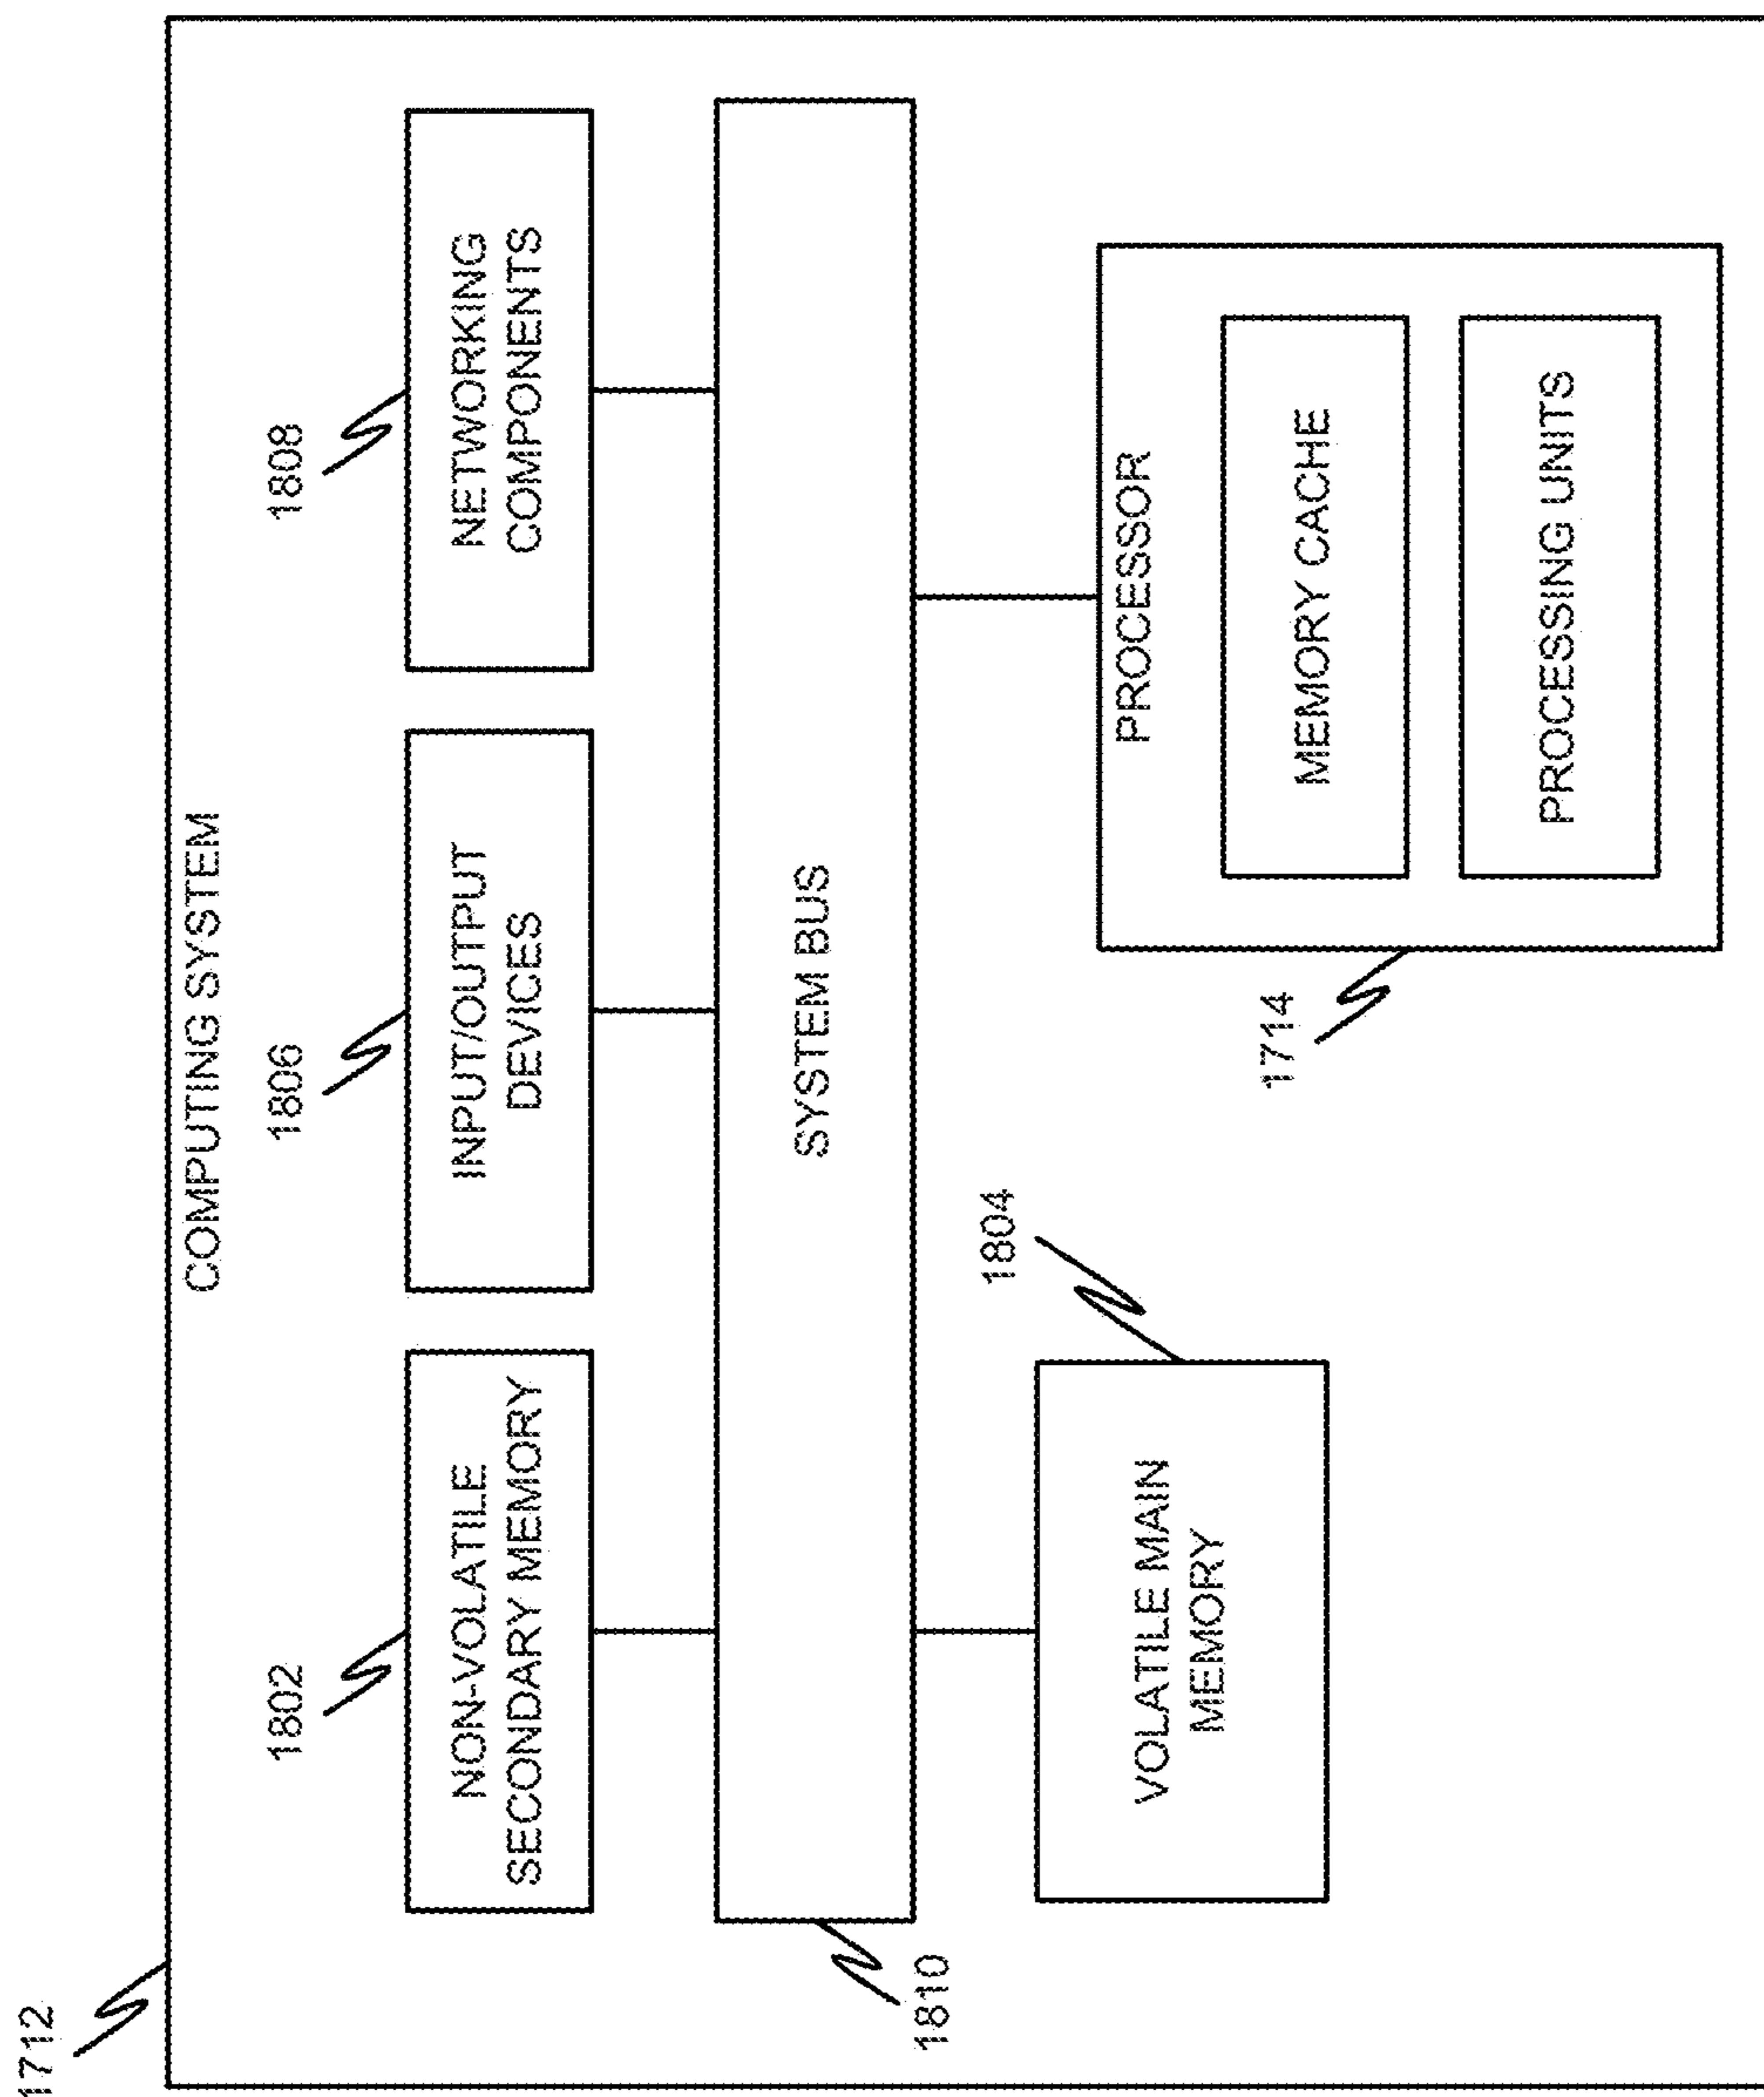 1712
COMPUTING SYSTEM
1802
1806
1808
NON-VOLATILE
SECONDARY MEMORY
INPUT/OUTPUT
DEVICES
NETWORKING
COMPONENTS
SYSTEM BUS
1810
1804
VOLATILE MAIN
MEMORY
1714
PROCESSOR
MEMORY CACHE
PROCESSING UNITS